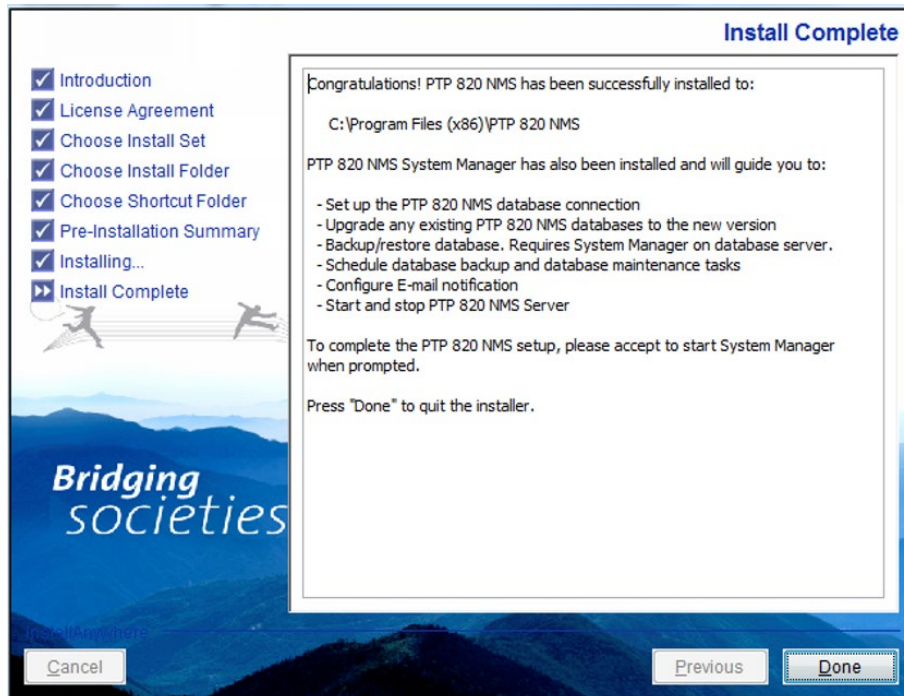 Install Complete
Introduction
License Agreement
Choose Install Set
Choose Install Folder
Choose Shortcut Folder
Pre-Installation Summary
Installing...
Install Complete
Congratulations! PTP 820 NMS has been successfully installed to:
C:\Program Files (x86)\PTP 820 NMS
PTP 820 NMS System Manager has also been installed and will guide you to:
- Set up the PTP 820 NMS database connection
- Upgrade any existing PTP 820 NMS databases to the new version
- Backup/restore database. Requires System Manager on database server.
- Schedule database backup and database maintenance tasks
- Configure E-mail notification
- Start and stop PTP 820 NMS Server
To complete the PTP 820 NMS setup, please accept to start System Manager
when prompted.
Press "Done" to quit the installer.
Bridging
societies
InstallAnywhere
Cancel
Previous
Done